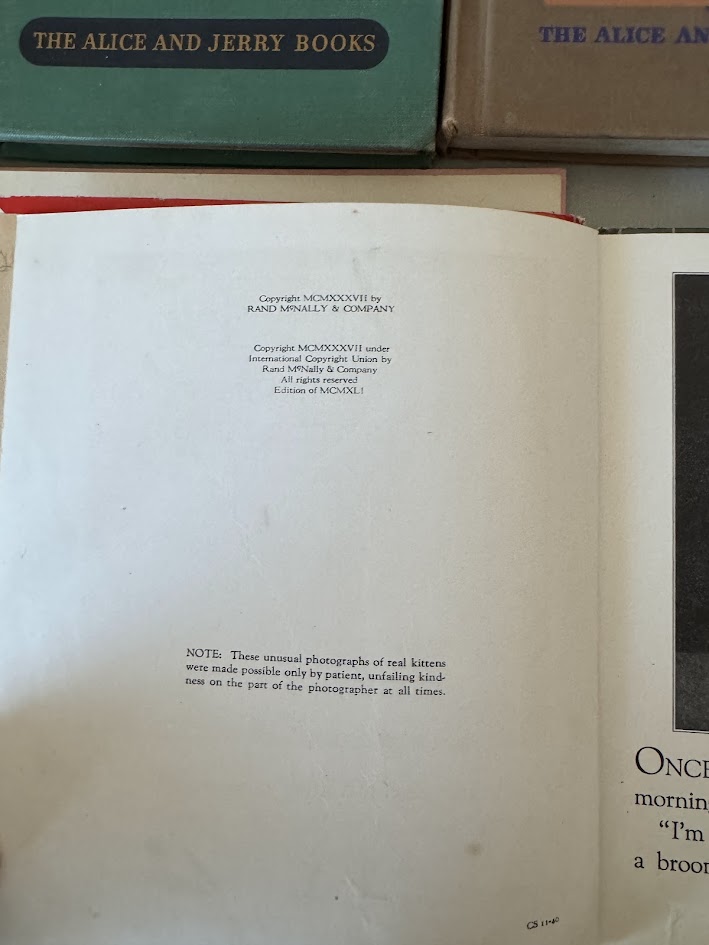 THE ALICE AND JERRY BOOKS
THE ALICE AN
Copyright MCMXXXVII by
RAND MCNALLY & COMPANY
Copyright MCMXXXVII under
International Copyright Union by
Rand McNally & Company
All rights reserved
Edition of MCMXLI
NOTE: These unusual photographs of real kittens
were made possible only by patient, unfailing kind-
ness on the part of the photographer at all times.
CS 11-40
ONCE
mornin
"I'm
a broom